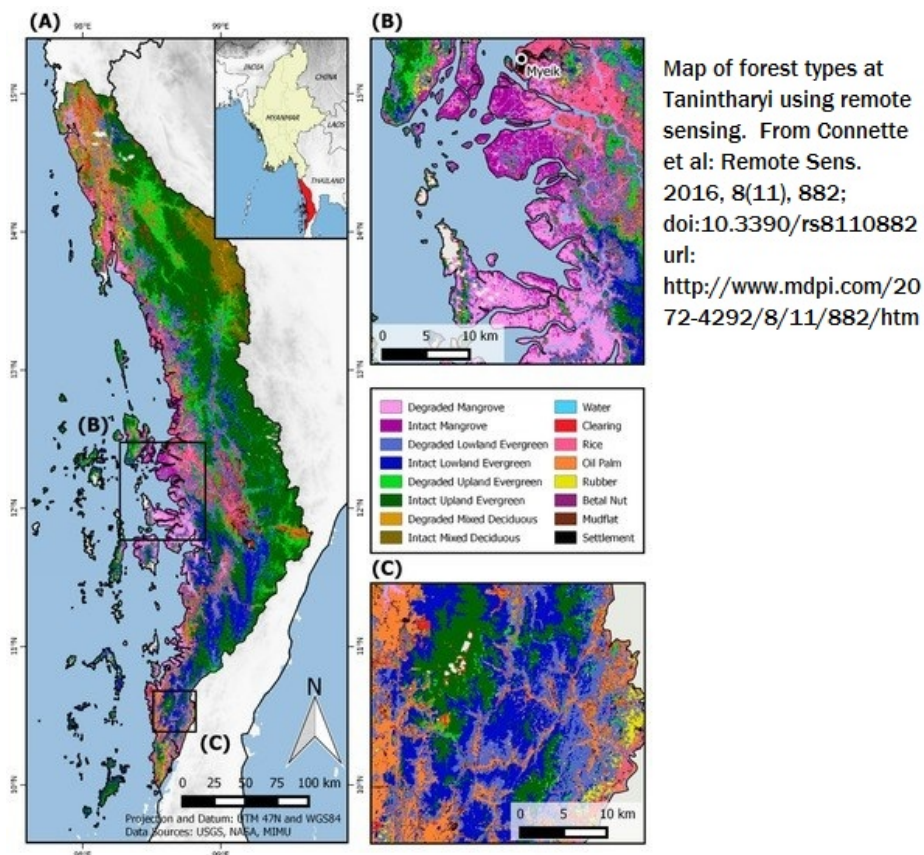 (A)
98°E
99°E
15°N
14°N
13°N
12°N
11°N
10°N
INDIA
CHINA
MYANMAR
LAOS
THAILAND
(B)
(C)
N
0 25 50 75 100 km
Projection and Datum: UTM 47N and WGS84
Data Sources: USGS, NASA, MIMU
98°E
99°E
(B)
Myeik
0 5 10 km
Degraded Mangrove
Intact Mangrove
Degraded Lowland Evergreen
Intact Lowland Evergreen
Degraded Upland Evergreen
Intact Upland Evergreen
Degraded Mixed Deciduous
Intact Mixed Deciduous
Water
Clearing
Rice
Oil Palm
Rubber
Betal Nut
Mudflat
Settlement
(C)
0 5 10 km
Map of forest types at
Tanintharyi using remote
sensing. From Connette
et al: Remote Sens.
2016, 8(11), 882;
doi:10.3390/rs8110882
url:
http://www.mdpi.com/20
72-4292/8/11/882/htm